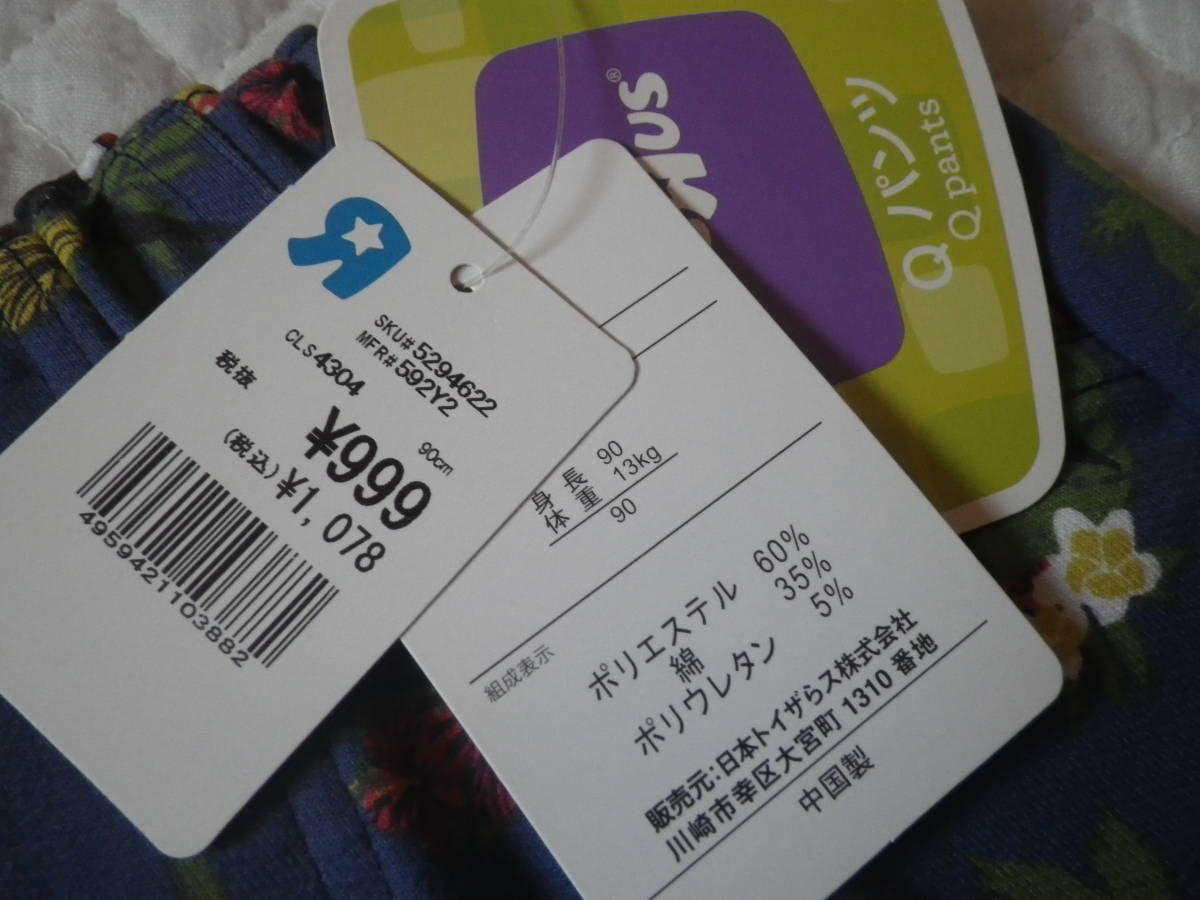 SKU#5294622
MFR#592Y2
CLS4304
90cm
税抜
¥999
(税込)¥1,078
4959421103882
身長 90
体重 13kg
90
組成表示
ポリエステル 60%
綿 35%
ポリウレタン 5%
販売元:日本トイザらス株式会社
川崎市幸区大宮町1310番地
中国製
Я us®
Qパンツ
Q pants